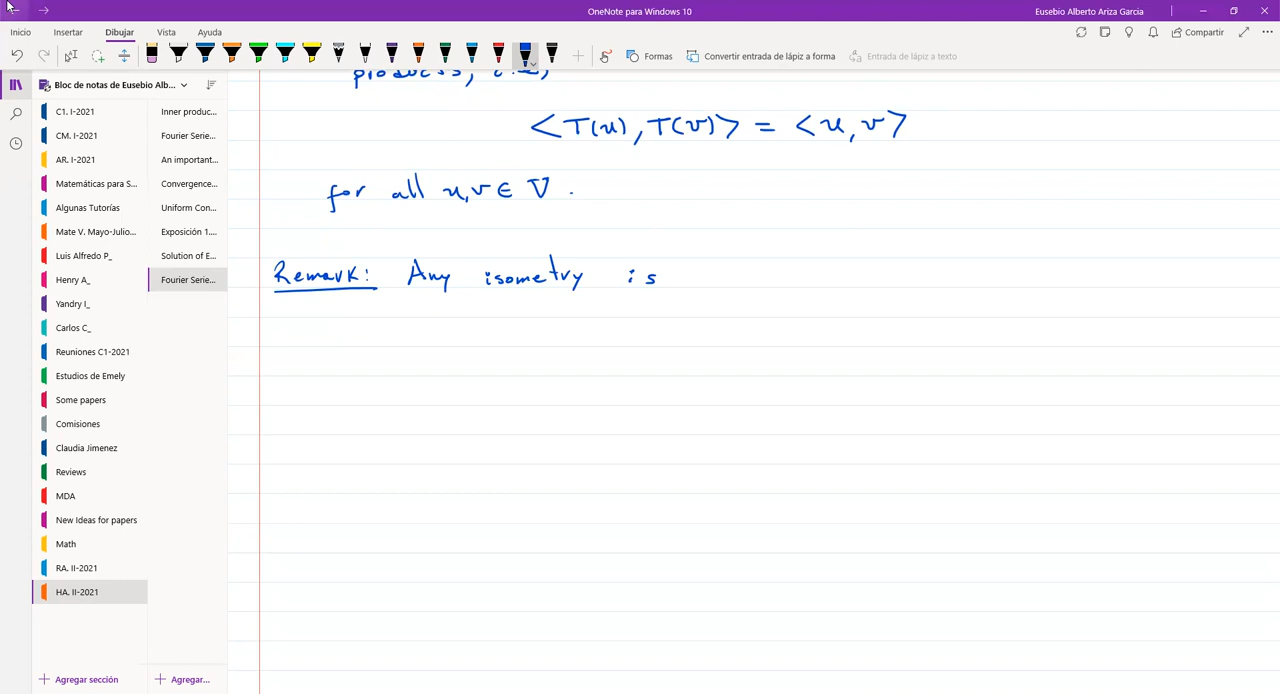 OneNote para Windows 10
Eusebio Alberto Ariza Garcia
Inicio Insertar Dibujar Vista Ayuda
Compartir
Formas Convertir entrada de lápiz a forma Entrada de lápiz a texto
Bloc de notas de Eusebio Alb...
C1. I-2021
CM. I-2021
AR. I-2021
Matemáticas para S...
Algunas Tutorías
Mate V. Mayo-Julio...
Luis Alfredo P_
Henry A_
Yandry I_
Carlos C_
Reuniones C1-2021
Estudios de Emely
Some papers
Comisiones
Claudia Jimenez
Reviews
MDA
New Ideas for papers
Math
RA. II-2021
HA. II-2021
Agregar sección
Inner produc...
Fourier Serie...
An important...
Convergence...
Uniform Con...
Exposición 1....
Solution of E...
Fourier Serie...
Agregar...
<T(u), T(v)> = <u, v>
for all u,v ∈ V.
Remark: Any isometry is